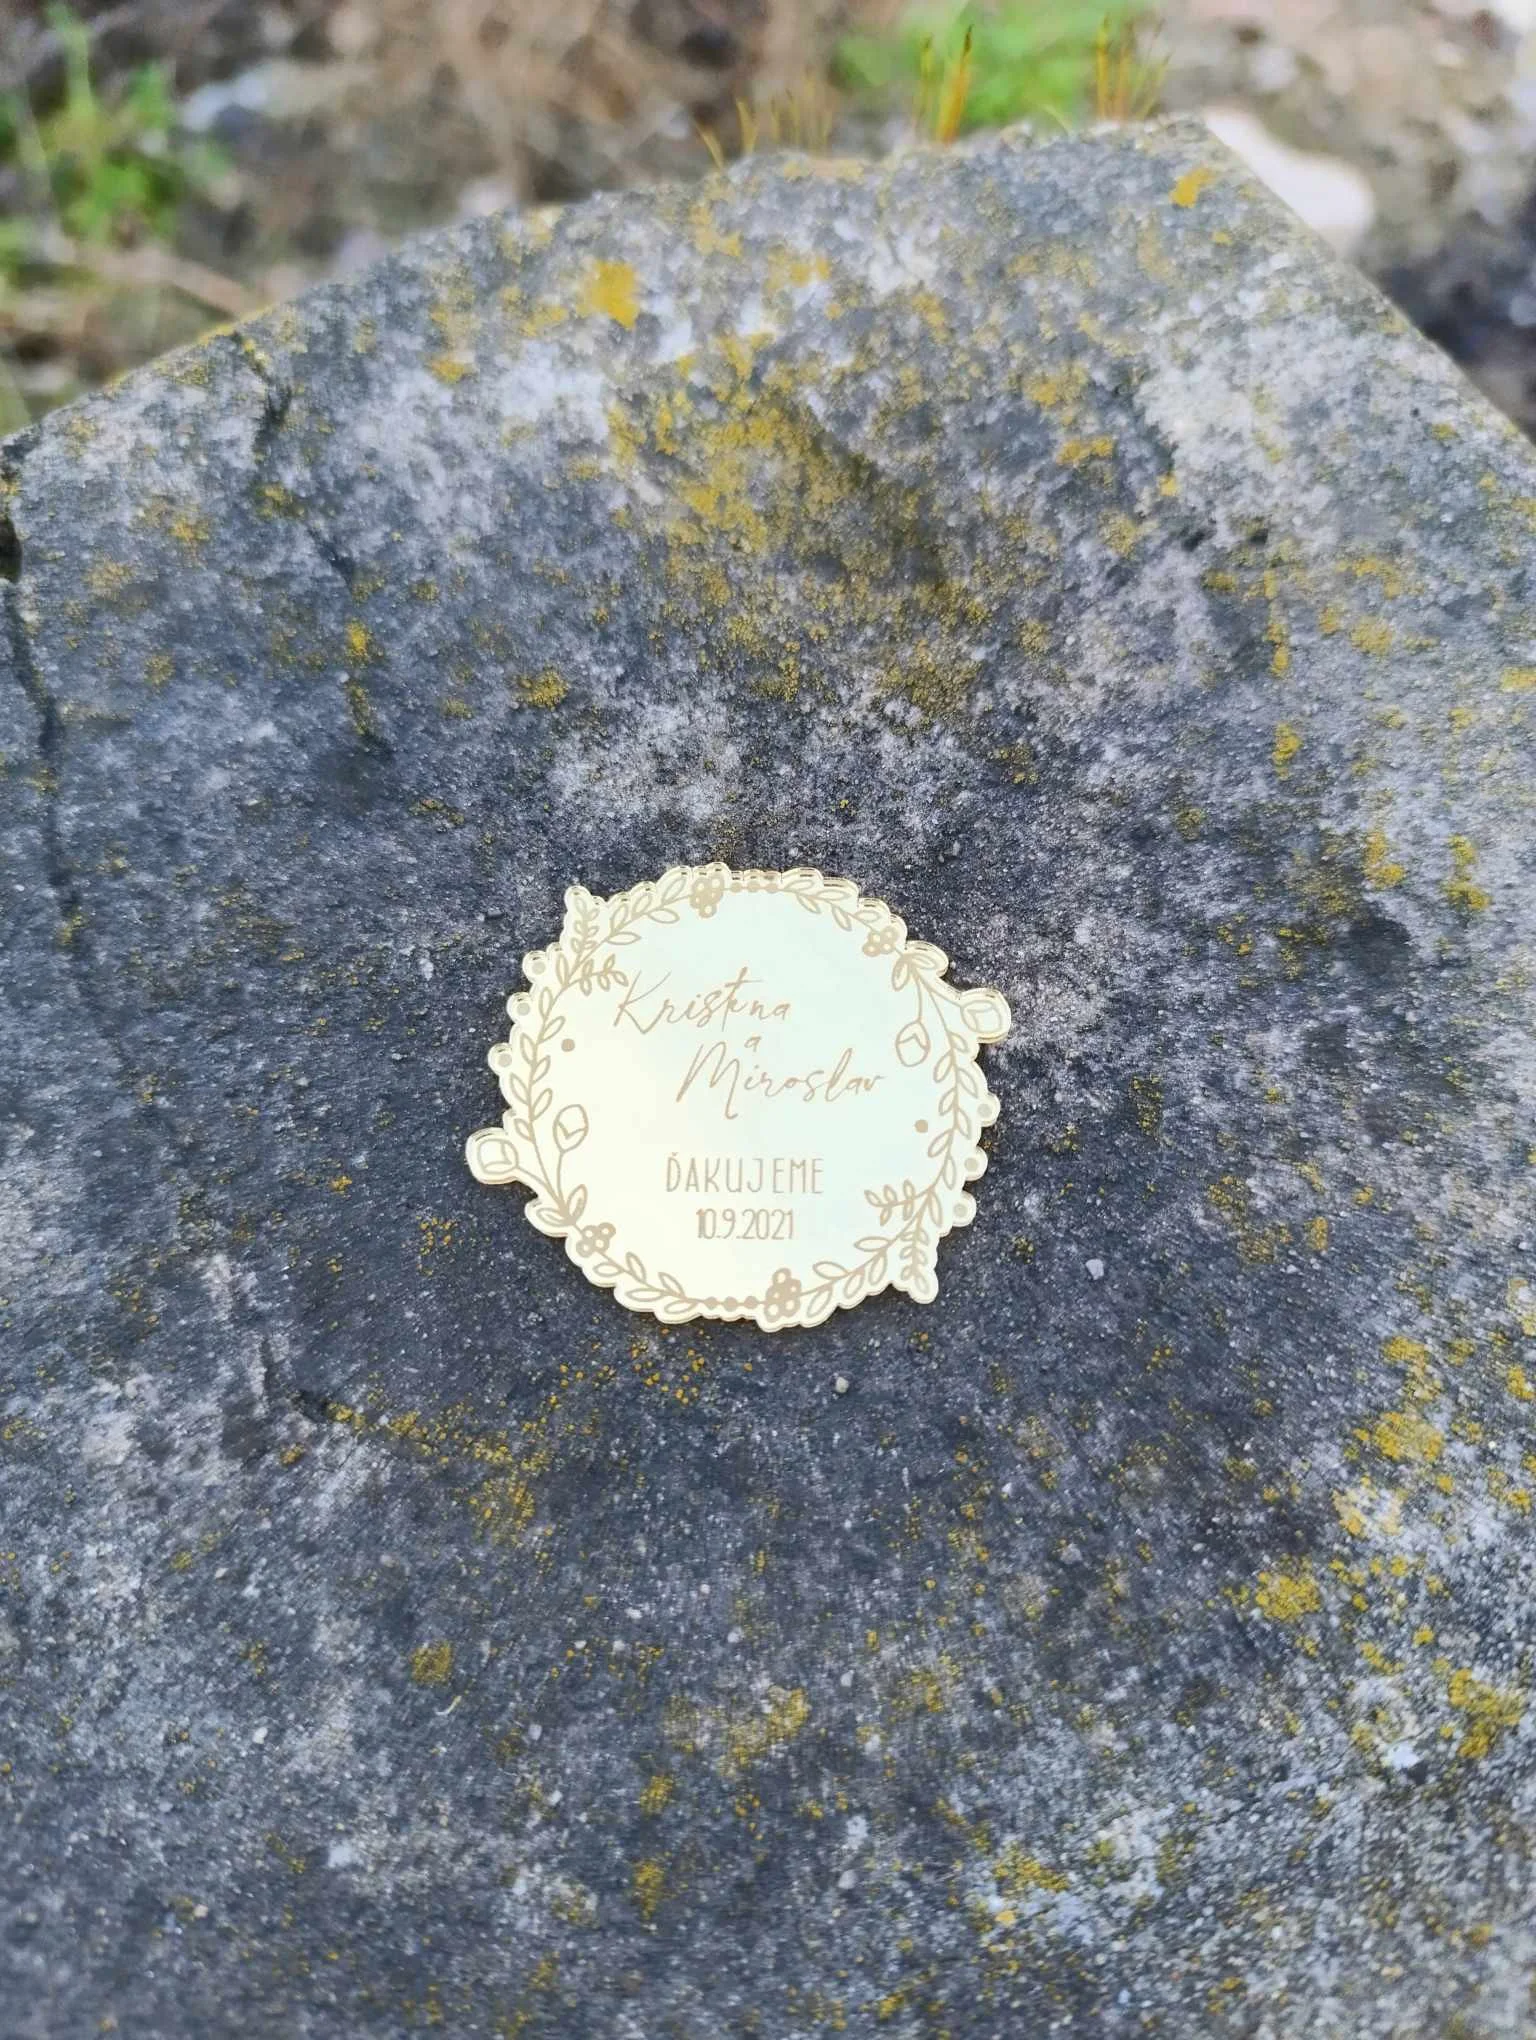 Kristína
a
Miroslav
ĎAKUJEME
10.9.2021